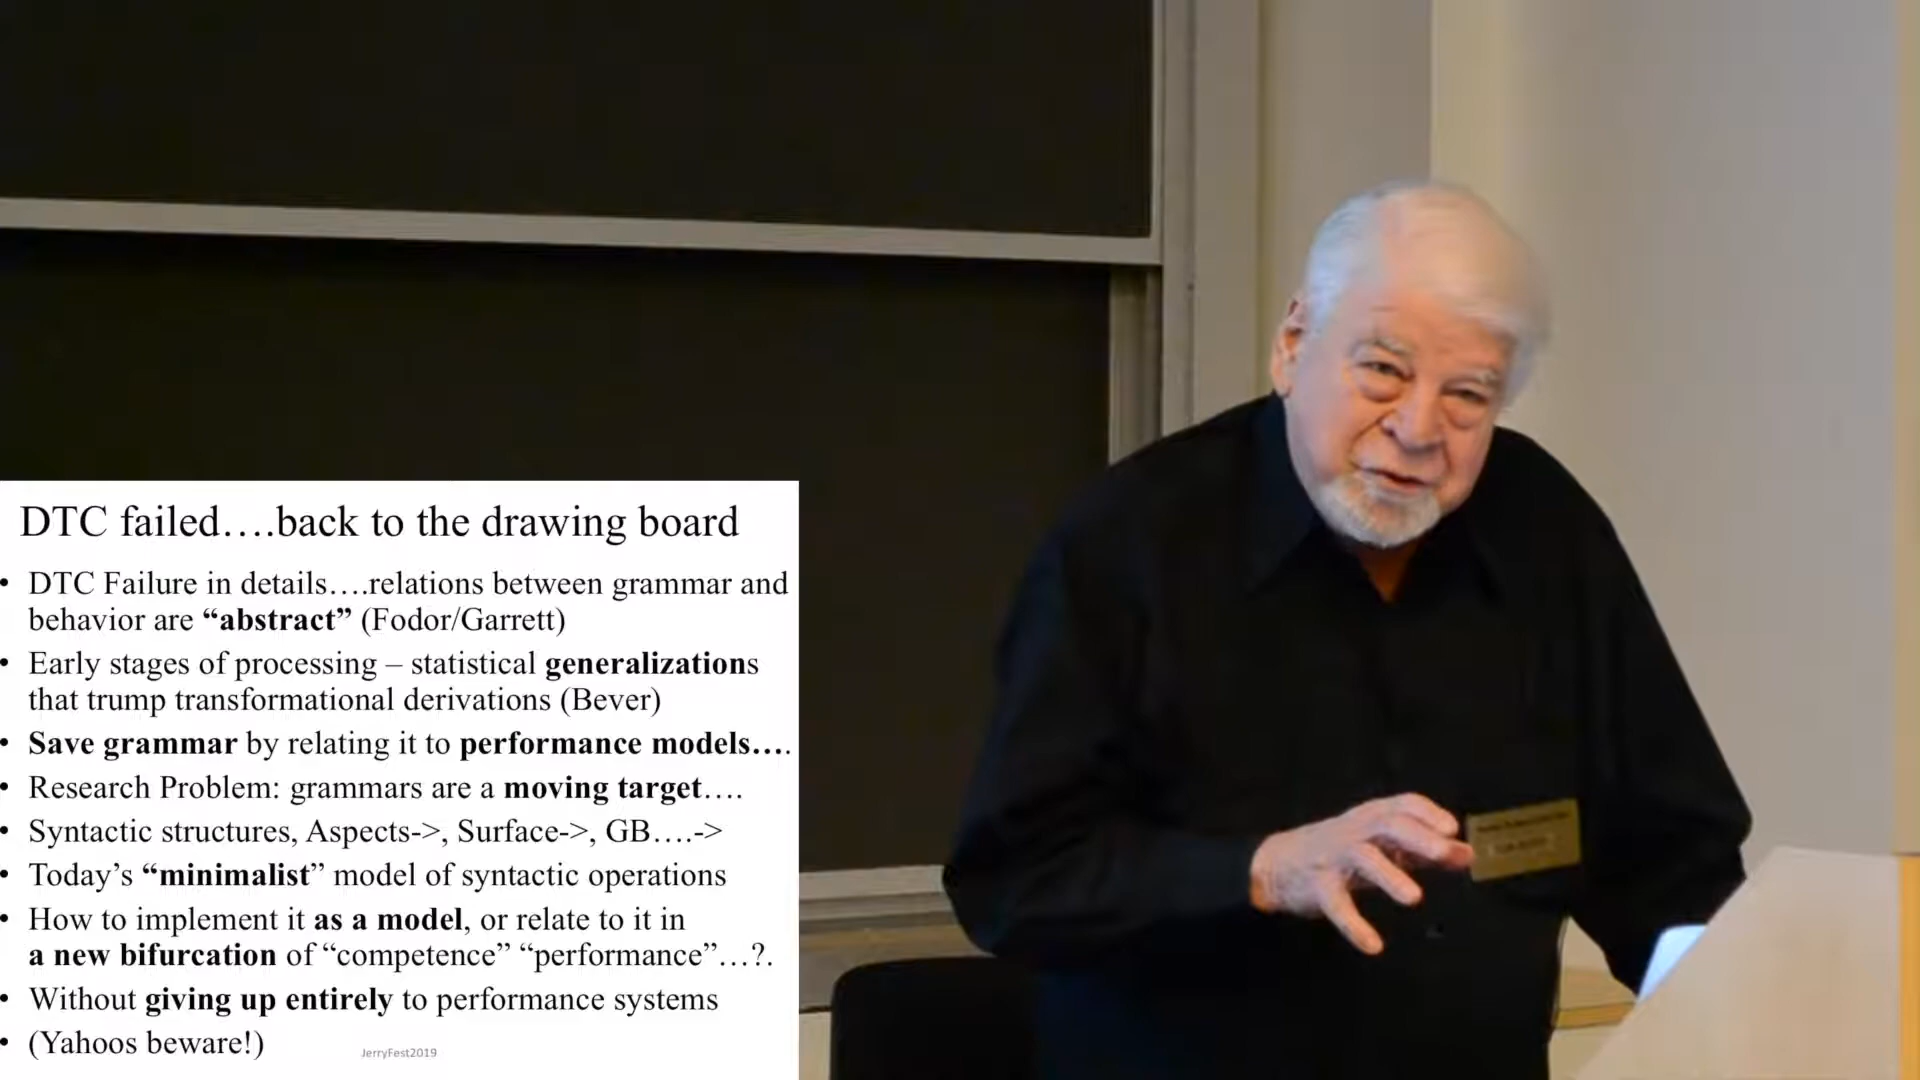 DTC failed….back to the drawing board
• DTC Failure in details….relations between grammar and
behavior are “abstract” (Fodor/Garrett)
• Early stages of processing – statistical generalizations
that trump transformational derivations (Bever)
• Save grammar by relating it to performance models….
• Research Problem: grammars are a moving target….
• Syntactic structures, Aspects->, Surface->, GB….->
• Today’s “minimalist” model of syntactic operations
• How to implement it as a model, or relate to it in
a new bifurcation of “competence” “performance”…?.
• Without giving up entirely to performance systems
• (Yahoos beware!)
JerryFest2019